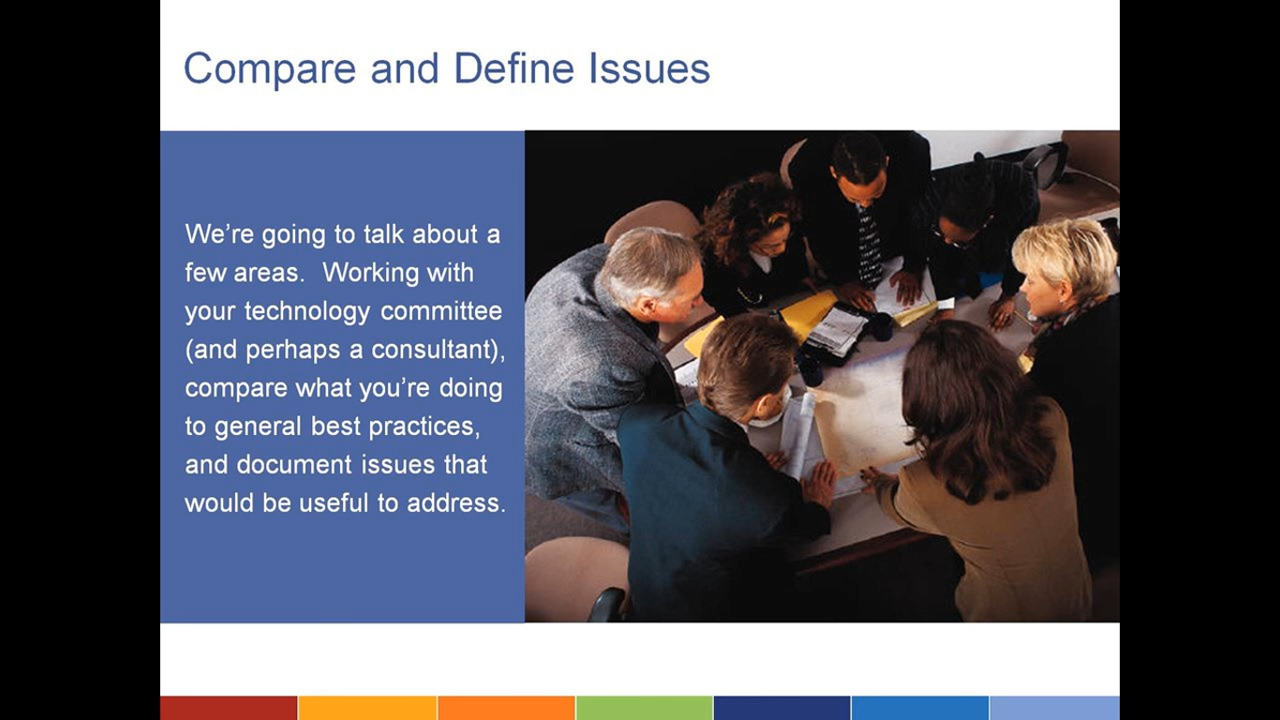 Compare and Define Issues
We’re going to talk about a
few areas.  Working with
your technology committee
(and perhaps a consultant),
compare what you’re doing
to general best practices,
and document issues that
would be useful to address.